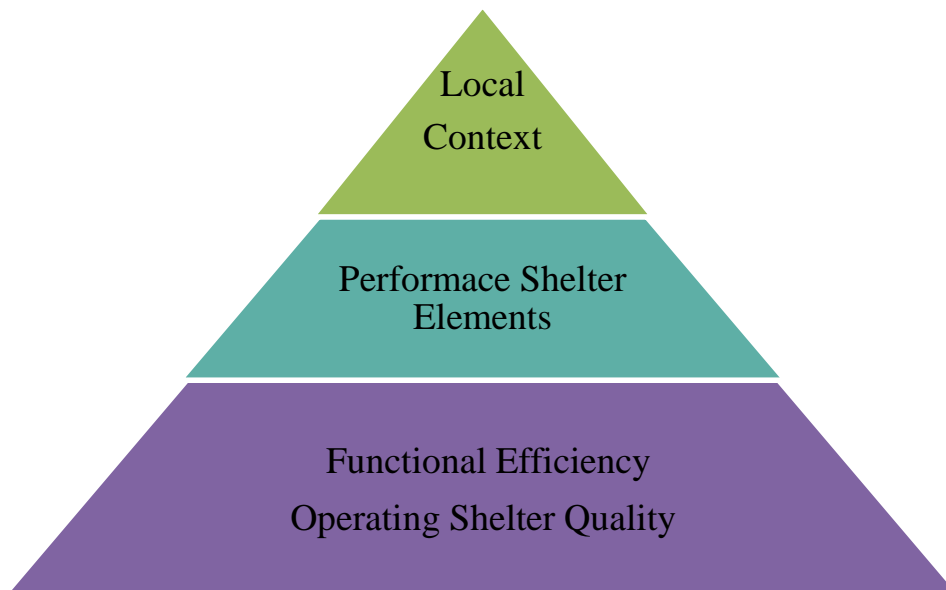 Local
Context
Performace Shelter
Elements
Functional Efficiency
Operating Shelter Quality